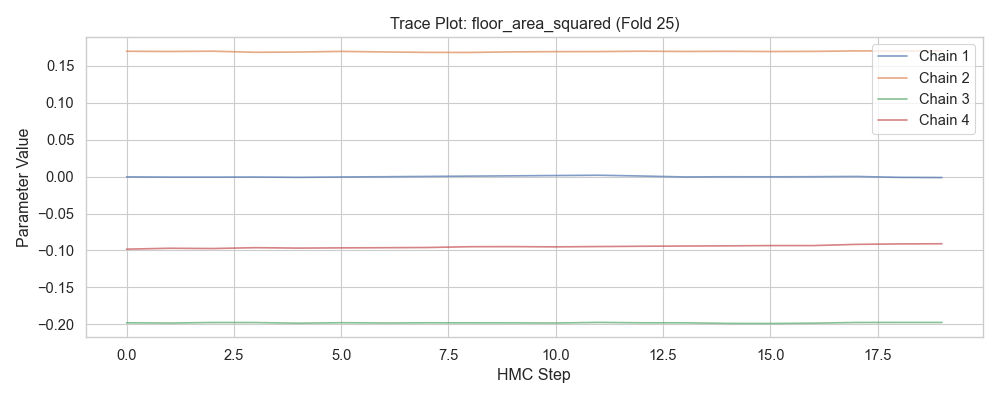 Trace Plot: floor_area_squared (Fold 25)
Parameter Value
0.15
0.10
0.05
0.00
−0.05
−0.10
−0.15
−0.20
Chain 1
Chain 2
Chain 3
Chain 4
0.0 2.5 5.0 7.5 10.0 12.5 15.0 17.5
HMC Step